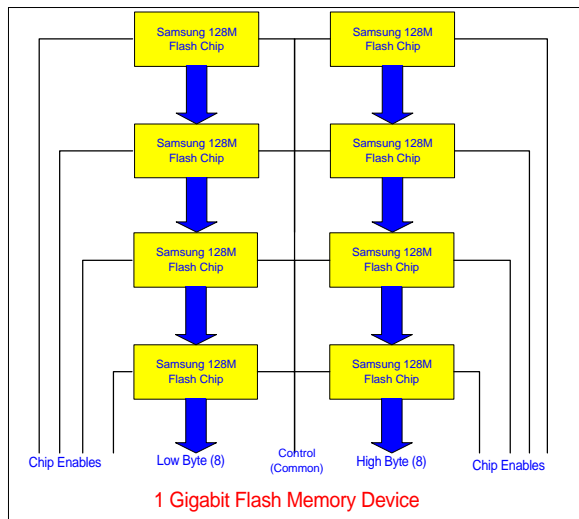 Samsung 128M
Flash Chip
Samsung 128M
Flash Chip
Samsung 128M
Flash Chip
Samsung 128M
Flash Chip
Samsung 128M
Flash Chip
Samsung 128M
Flash Chip
Samsung 128M
Flash Chip
Samsung 128M
Flash Chip
Chip Enables
Low Byte (8)
Control
(Common)
High Byte (8)
Chip Enables
1 Gigabit Flash Memory Device